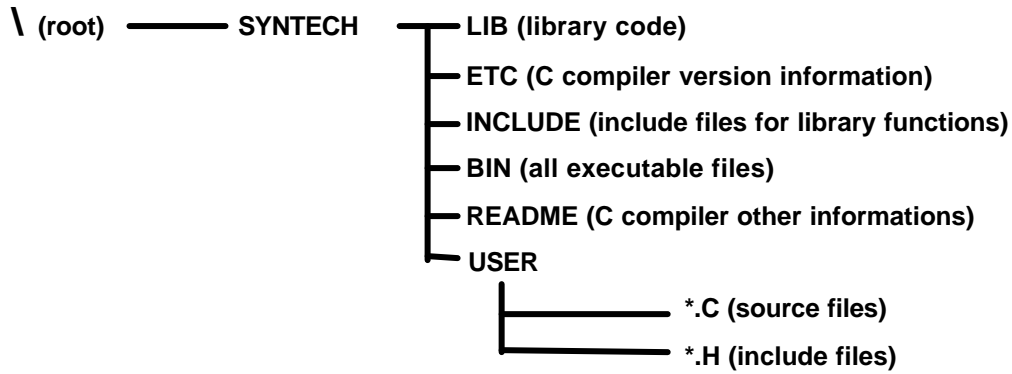 \ (root) SYNTECH LIB (library code)
ETC (C compiler version information)
INCLUDE (include files for library functions)
BIN (all executable files)
README (C compiler other informations)
USER
*.C (source files)
*.H (include files)